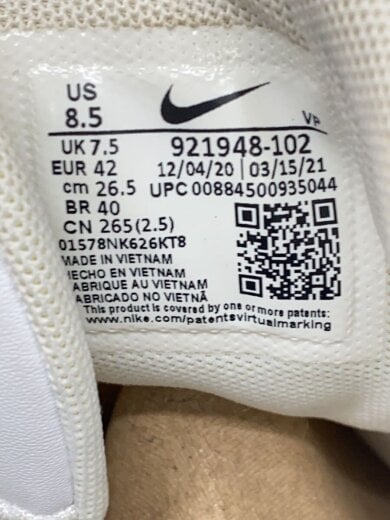 US
8.5
VP
UK 7.5 921948-102
EUR 42 12/04/20 | 03/15/21
cm 26.5 UPC 00884500935044
BR 40
CN 265(2.5)
01578NK626KT8
MADE IN VIETNAM
HECHO EN VIETNAM
FABRIQUE AU VIETNAM
FABRICADO NO VIETNÃ
This product is covered by one or more patents:
www.nike.com/patentsvirtualmarking